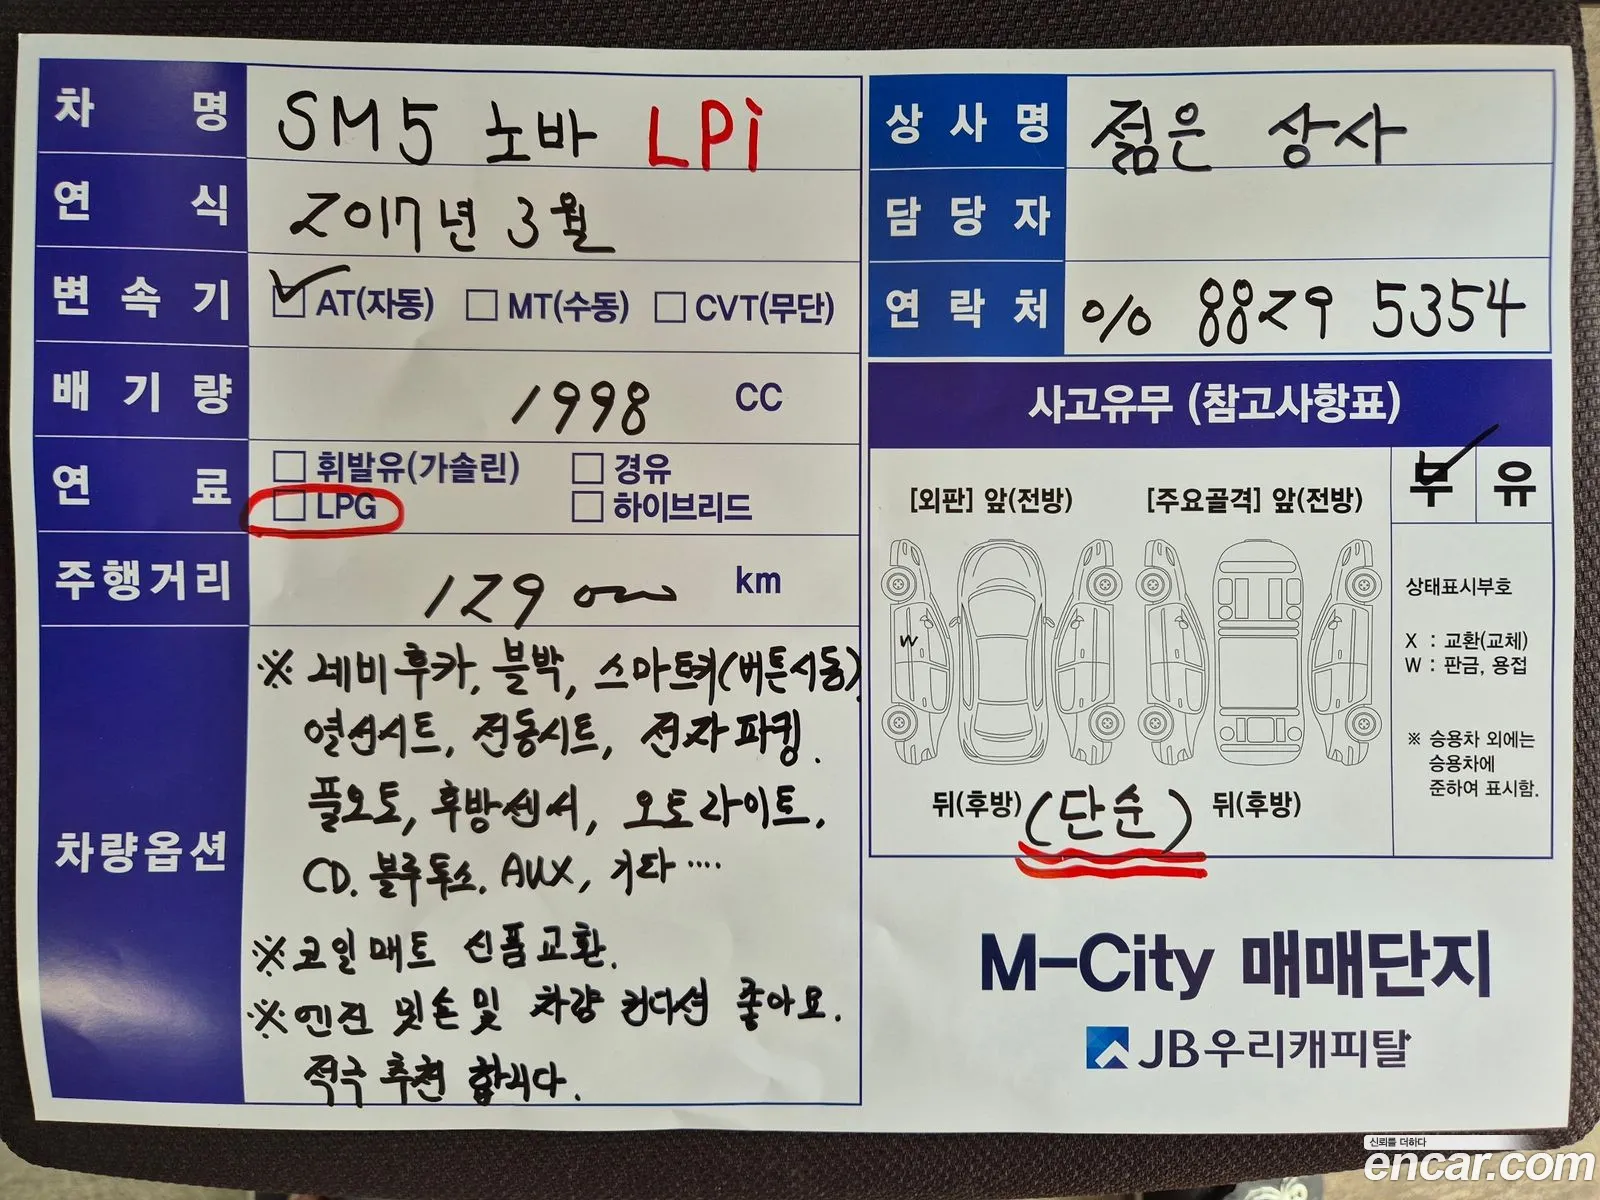 차 명 SM5 노바 LPi
연 식 2017년 3월
변 속 기 ☑ AT(자동) □ MT(수동) □ CVT(무단)
배 기 량 1998 CC
연 료 □ 휘발유(가솔린) □ 경유
□ LPG □ 하이브리드
주행거리 129 000 km
차량옵션
※ 네비후카, 블박, 스마트키(버튼시동)
열선시트, 전동시트, 전자파킹.
풀오토, 후방센서, 오토라이트,
CD. 블루투스. AUX, 기타 ....
※ 코일매트 신품교환.
※ 엔진 밋숀 및 차량 컨디션 좋아요.
적극 추천 합니다.
상 사 명 젊은 상사
담 당 자
연 락 처 010 8829 5354
사고유무 (참고사항표)
[외판] 앞(전방) [주요골격] 앞(전방)
무 유
W
상태표시부호
X : 교환(교체)
W : 판금, 용접
※ 승용차 외에는
승용차에
준하여 표시함.
뒤(후방) (단순) 뒤(후방)
M-City 매매단지
JB우리캐피탈
신뢰를 더하다
encar.com